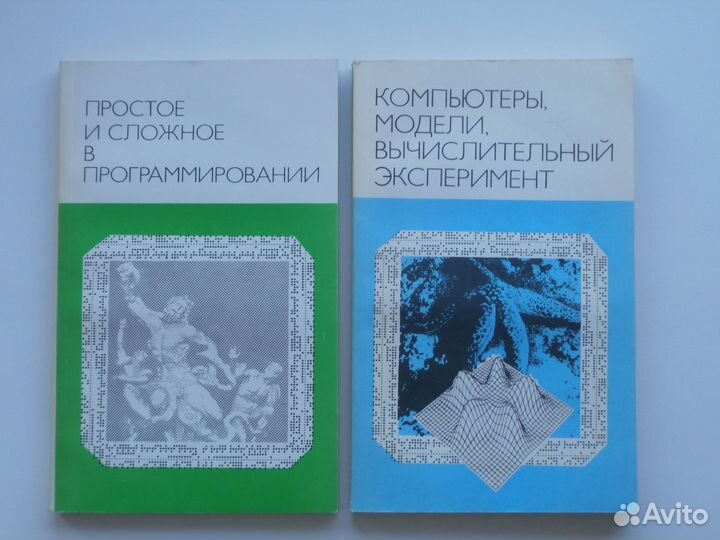 ПРОСТОЕ
И СЛОЖНОЕ
В
ПРОГРАММИРОВАНИИ
КОМПЬЮТЕРЫ,
МОДЕЛИ,
ВЫЧИСЛИТЕЛЬНЫЙ
ЭКСПЕРИМЕНТ
Avito